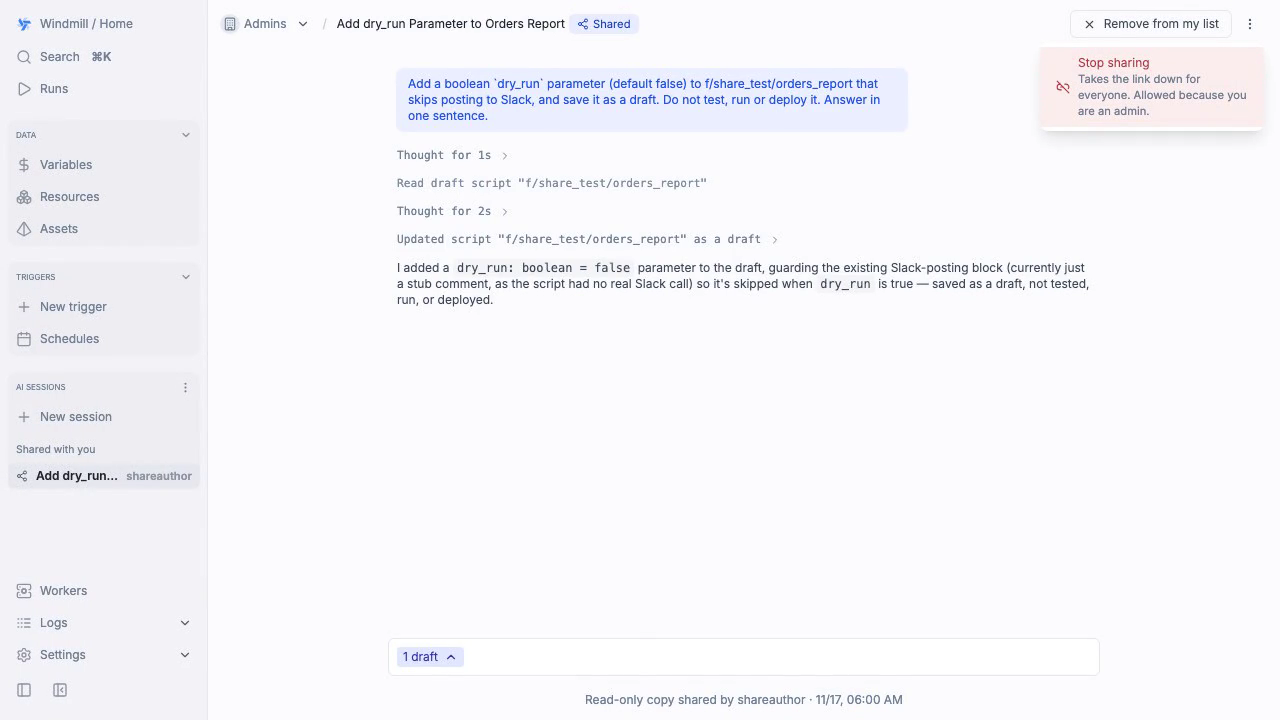 Windmill / Home
Search ⌘K
Runs
DATA
Variables
Resources
Assets
TRIGGERS
New trigger
Schedules
AI SESSIONS
New session
Shared with you
Add dry_run... shareauthor
Workers
Logs
Settings
Admins / Add dry_run Parameter to Orders Report Shared
Remove from my list
Stop sharing
Takes the link down for
everyone. Allowed because you
are an admin.
Add a boolean `dry_run` parameter (default false) to f/share_test/orders_report that
skips posting to Slack, and save it as a draft. Do not test, run or deploy it. Answer in
one sentence.
Thought for 1s
Read draft script "f/share_test/orders_report"
Thought for 2s
Updated script "f/share_test/orders_report" as a draft
I added a dry_run: boolean = false parameter to the draft, guarding the existing Slack-posting block (currently just
a stub comment, as the script had no real Slack call) so it's skipped when dry_run is true — saved as a draft, not tested,
run, or deployed.
1 draft
Read-only copy shared by shareauthor · 11/17, 06:00 AM